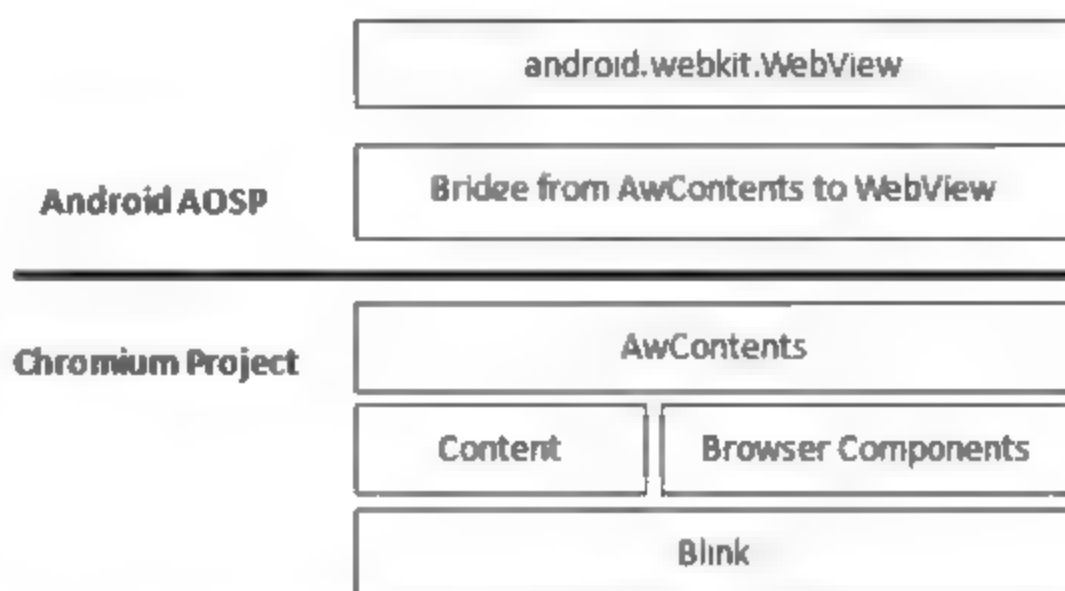 android.webkit.WebView
Android AOSP
Bridge from AwContents to WebView
Chromium Project
AwContents
Content
Browser Components
Blink